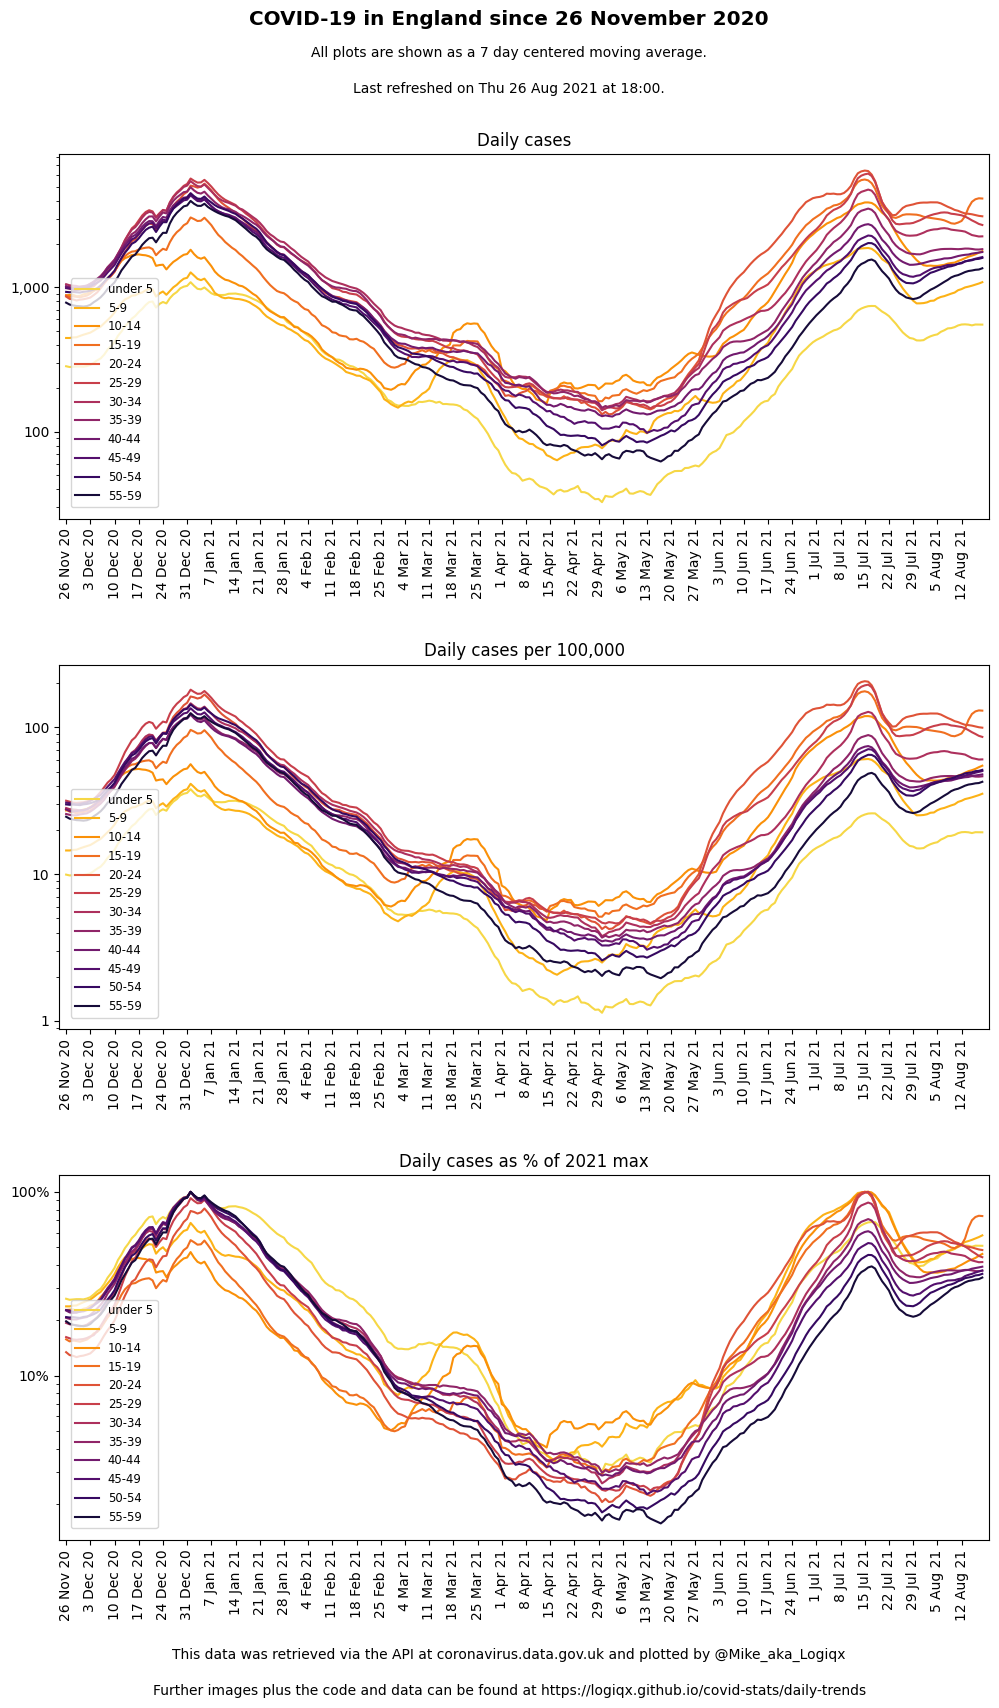 COVID-19 in England since 26 November 2020
All plots are shown as a 7 day centered moving average.
Last refreshed on Thu 26 Aug 2021 at 18:00.
Daily cases
1,000
100
under 5
5-9
10-14
15-19
20-24
25-29
30-34
35-39
40-44
45-49
50-54
55-59
26 Nov 20
3 Dec 20
10 Dec 20
17 Dec 20
24 Dec 20
31 Dec 20
7 Jan 21
14 Jan 21
21 Jan 21
28 Jan 21
4 Feb 21
11 Feb 21
18 Feb 21
25 Feb 21
4 Mar 21
11 Mar 21
18 Mar 21
25 Mar 21
1 Apr 21
8 Apr 21
15 Apr 21
22 Apr 21
29 Apr 21
6 May 21
13 May 21
20 May 21
27 May 21
3 Jun 21
10 Jun 21
17 Jun 21
24 Jun 21
1 Jul 21
8 Jul 21
15 Jul 21
22 Jul 21
29 Jul 21
5 Aug 21
12 Aug 21
Daily cases per 100,000
100
10
1
under 5
5-9
10-14
15-19
20-24
25-29
30-34
35-39
40-44
45-49
50-54
55-59
26 Nov 20
3 Dec 20
10 Dec 20
17 Dec 20
24 Dec 20
31 Dec 20
7 Jan 21
14 Jan 21
21 Jan 21
28 Jan 21
4 Feb 21
11 Feb 21
18 Feb 21
25 Feb 21
4 Mar 21
11 Mar 21
18 Mar 21
25 Mar 21
1 Apr 21
8 Apr 21
15 Apr 21
22 Apr 21
29 Apr 21
6 May 21
13 May 21
20 May 21
27 May 21
3 Jun 21
10 Jun 21
17 Jun 21
24 Jun 21
1 Jul 21
8 Jul 21
15 Jul 21
22 Jul 21
29 Jul 21
5 Aug 21
12 Aug 21
Daily cases as % of 2021 max
100%
10%
under 5
5-9
10-14
15-19
20-24
25-29
30-34
35-39
40-44
45-49
50-54
55-59
26 Nov 20
3 Dec 20
10 Dec 20
17 Dec 20
24 Dec 20
31 Dec 20
7 Jan 21
14 Jan 21
21 Jan 21
28 Jan 21
4 Feb 21
11 Feb 21
18 Feb 21
25 Feb 21
4 Mar 21
11 Mar 21
18 Mar 21
25 Mar 21
1 Apr 21
8 Apr 21
15 Apr 21
22 Apr 21
29 Apr 21
6 May 21
13 May 21
20 May 21
27 May 21
3 Jun 21
10 Jun 21
17 Jun 21
24 Jun 21
1 Jul 21
8 Jul 21
15 Jul 21
22 Jul 21
29 Jul 21
5 Aug 21
12 Aug 21
This data was retrieved via the API at coronavirus.data.gov.uk and plotted by @Mike_aka_Logiqx
Further images plus the code and data can be found at https://logiqx.github.io/covid-stats/daily-trends